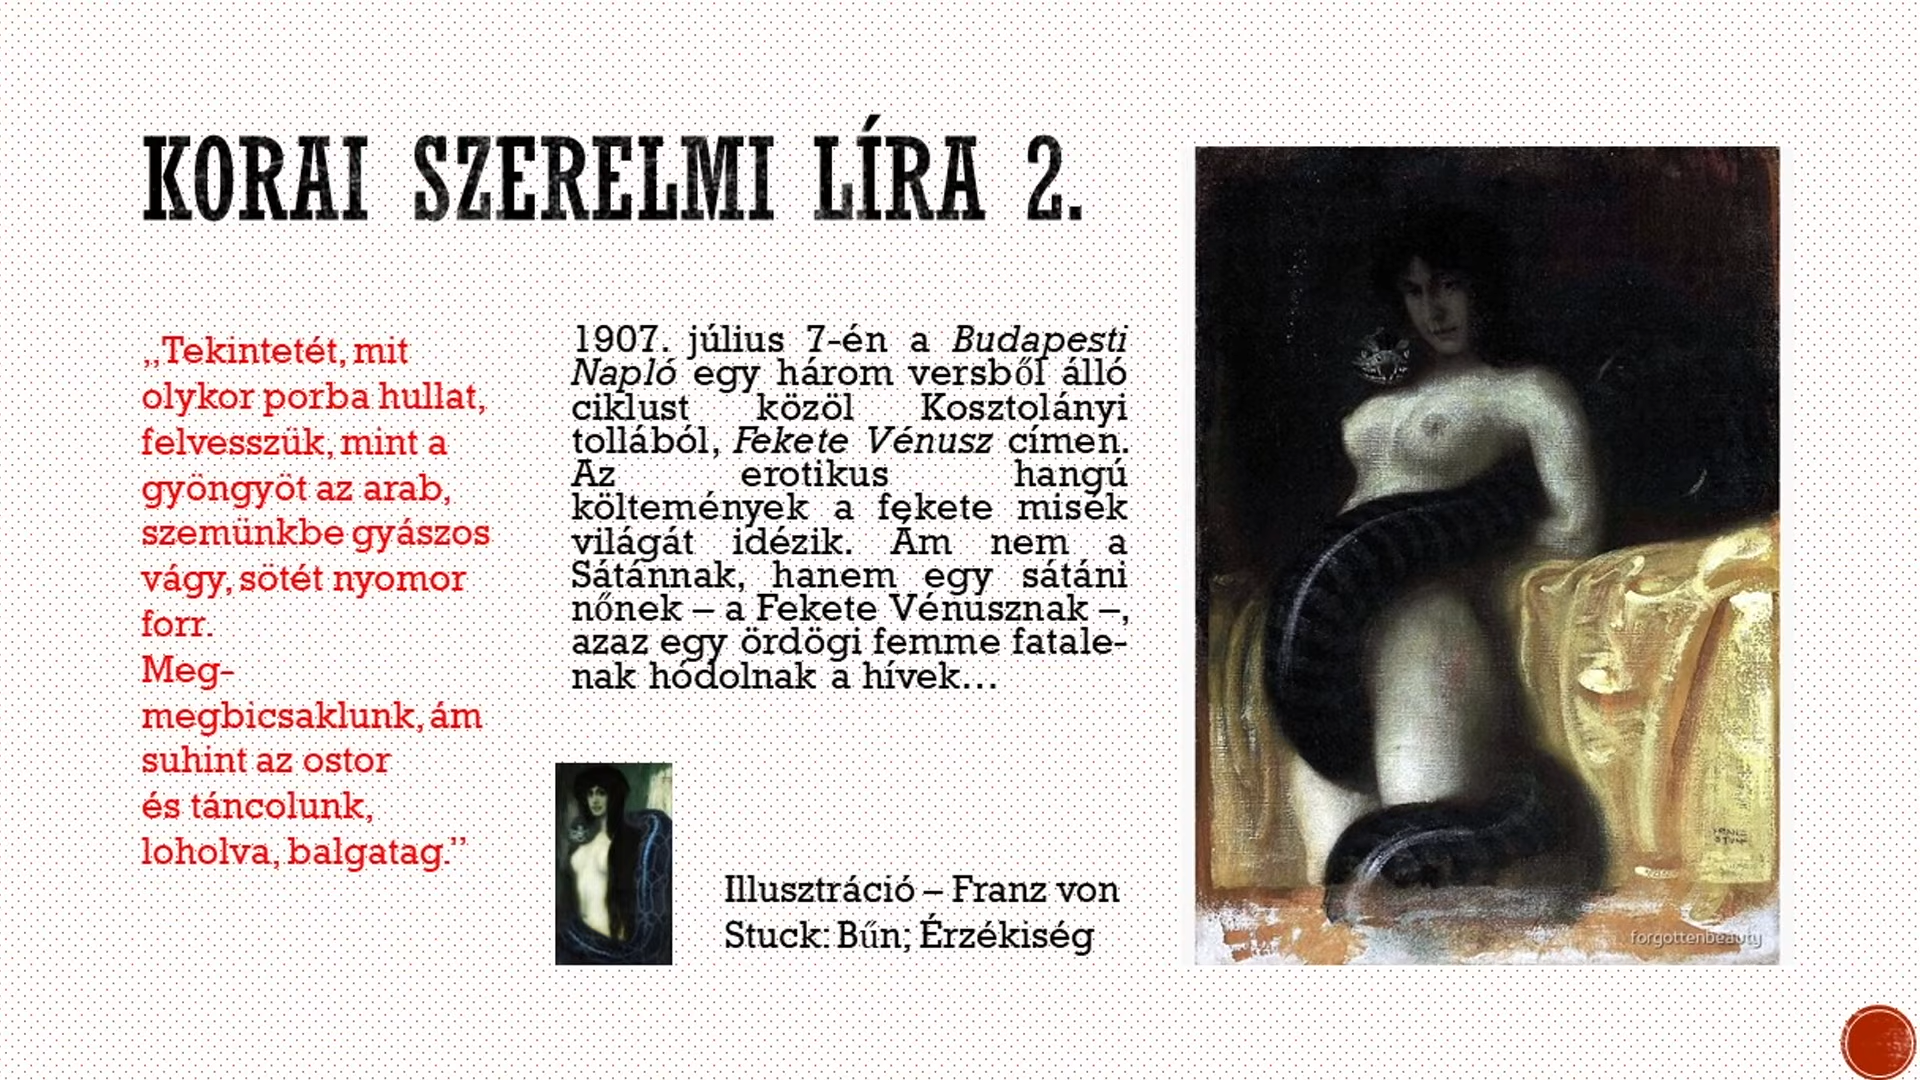 KORAI SZERELMI LÍRA 2.
„Tekintetét, mit
olykor porba hullat,
felvesszük, mint a
gyöngyöt az arab,
szemünkbe gyászos
vágy, sötét nyomor
forr.
Meg-
megbicsaklunk, ám
suhint az ostor
és táncolunk,
loholva, balgatag.”
1907. július 7-én a Budapesti
Napló egy három versből álló
ciklust közöl Kosztolányi
tollából, Fekete Vénusz címen.
Az erotikus hangú
költemények a fekete misék
világát idézik. Ám nem a
Sátánnak, hanem egy sátáni
nőnek – a Fekete Vénusznak –,
azaz egy ördögi femme fatale-
nak hódolnak a hívek…
Illusztráció – Franz von
Stuck: Bűn; Érzékiség
forgottenbeauty